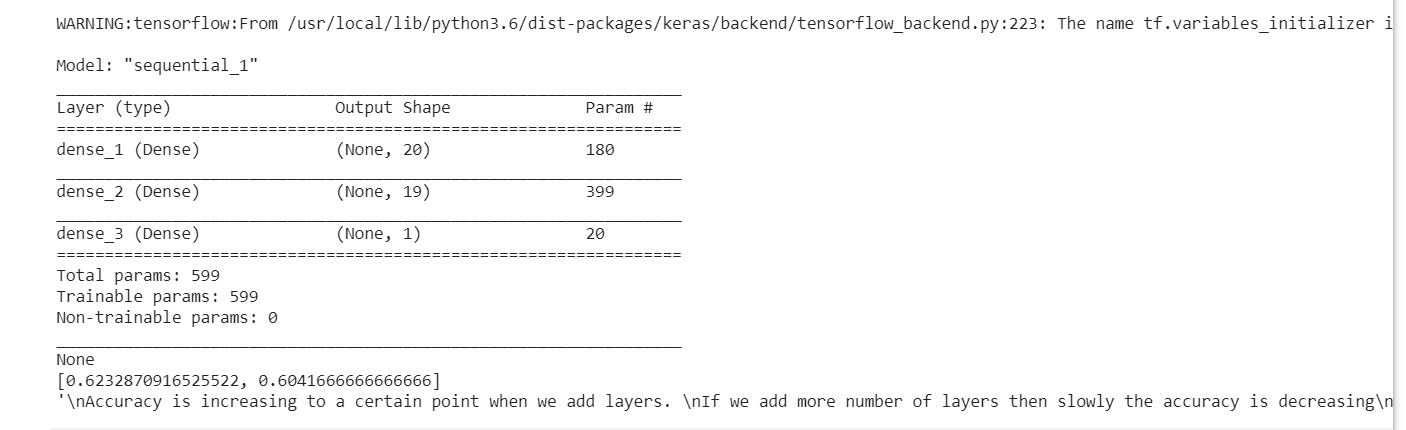 WARNING:tensorflow:From /usr/local/lib/python3.6/dist-packages/keras/backend/tensorflow_backend.py:223: The name tf.variables_initializer i
Model: "sequential_1"
_________________________________________________________________
Layer (type)                 Output Shape              Param #
=================================================================
dense_1 (Dense)              (None, 20)                180
_________________________________________________________________
dense_2 (Dense)              (None, 19)                399
_________________________________________________________________
dense_3 (Dense)              (None, 1)                 20
=================================================================
Total params: 599
Trainable params: 599
Non-trainable params: 0
_________________________________________________________________
None
[0.6232870916525522, 0.6041666666666666]
'\nAccuracy is increasing to a certain point when we add layers. \nIf we add more number of layers then slowly the accuracy is decreasing\n